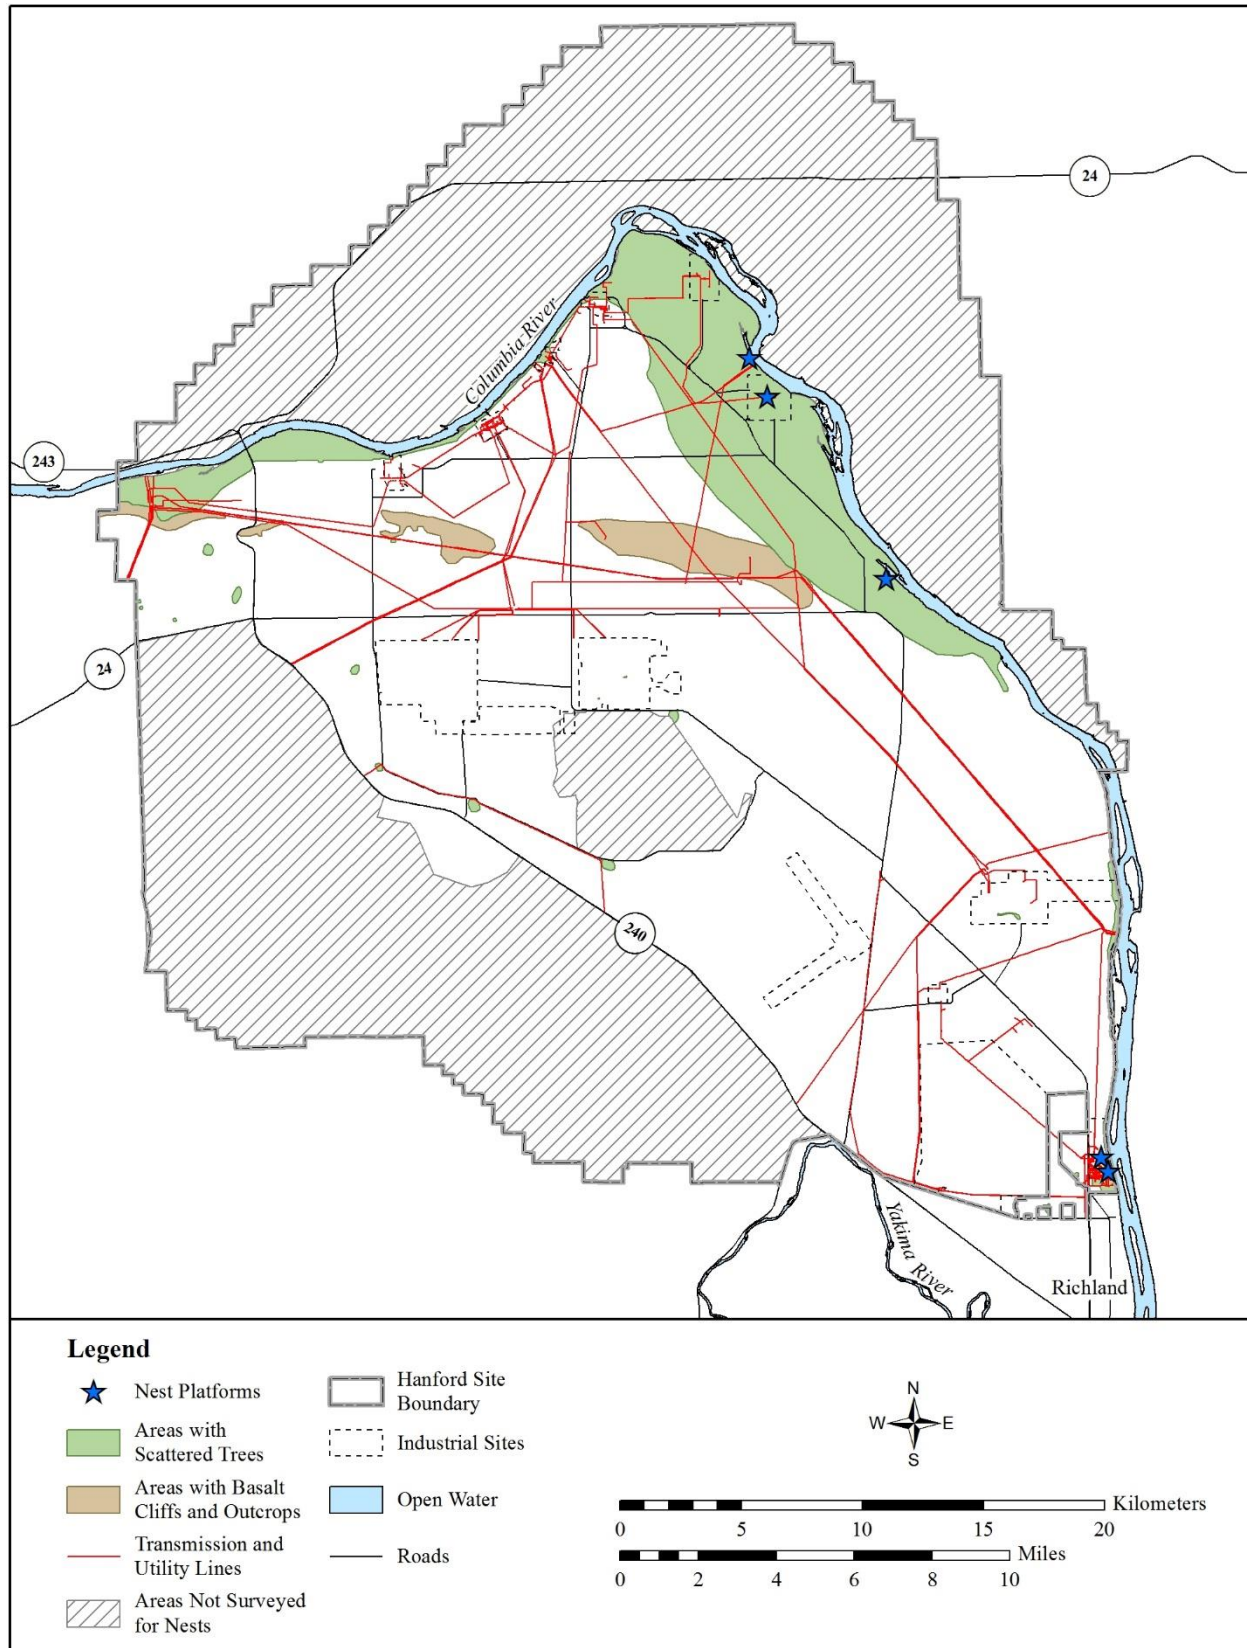 24
Columbia River
243
24
240
Yakima River
Richland
Legend
Nest Platforms
Areas with
Scattered Trees
Areas with Basalt
Cliffs and Outcrops
Transmission and
Utility Lines
Areas Not Surveyed
for Nests
Hanford Site
Boundary
Industrial Sites
Open Water
Roads
N
W E
S
Kilometers
0 5 10 15 20
Miles
0 2 4 6 8 10